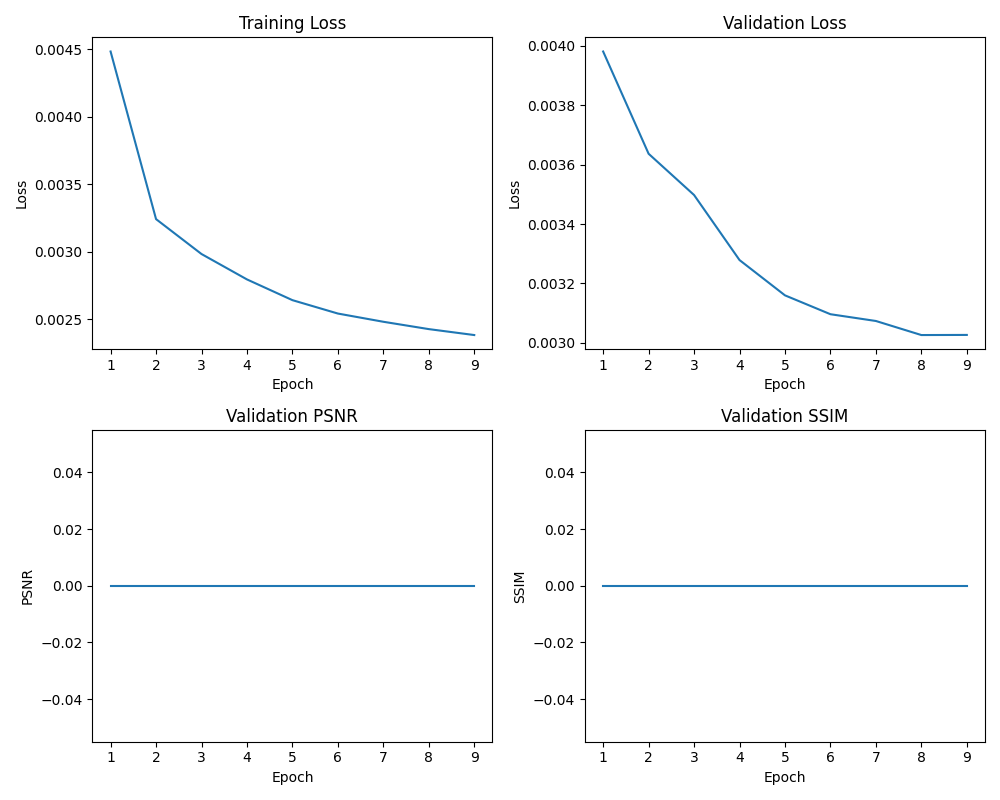 Training Loss
0.0045
0.0040
0.0035
0.0030
0.0025
Loss
1 2 3 4 5 6 7 8 9
Epoch
Validation Loss
0.0040
0.0038
0.0036
0.0034
0.0032
0.0030
Loss
1 2 3 4 5 6 7 8 9
Epoch
Validation PSNR
0.04
0.02
0.00
−0.02
−0.04
PSNR
1 2 3 4 5 6 7 8 9
Epoch
Validation SSIM
0.04
0.02
0.00
−0.02
−0.04
SSIM
1 2 3 4 5 6 7 8 9
Epoch